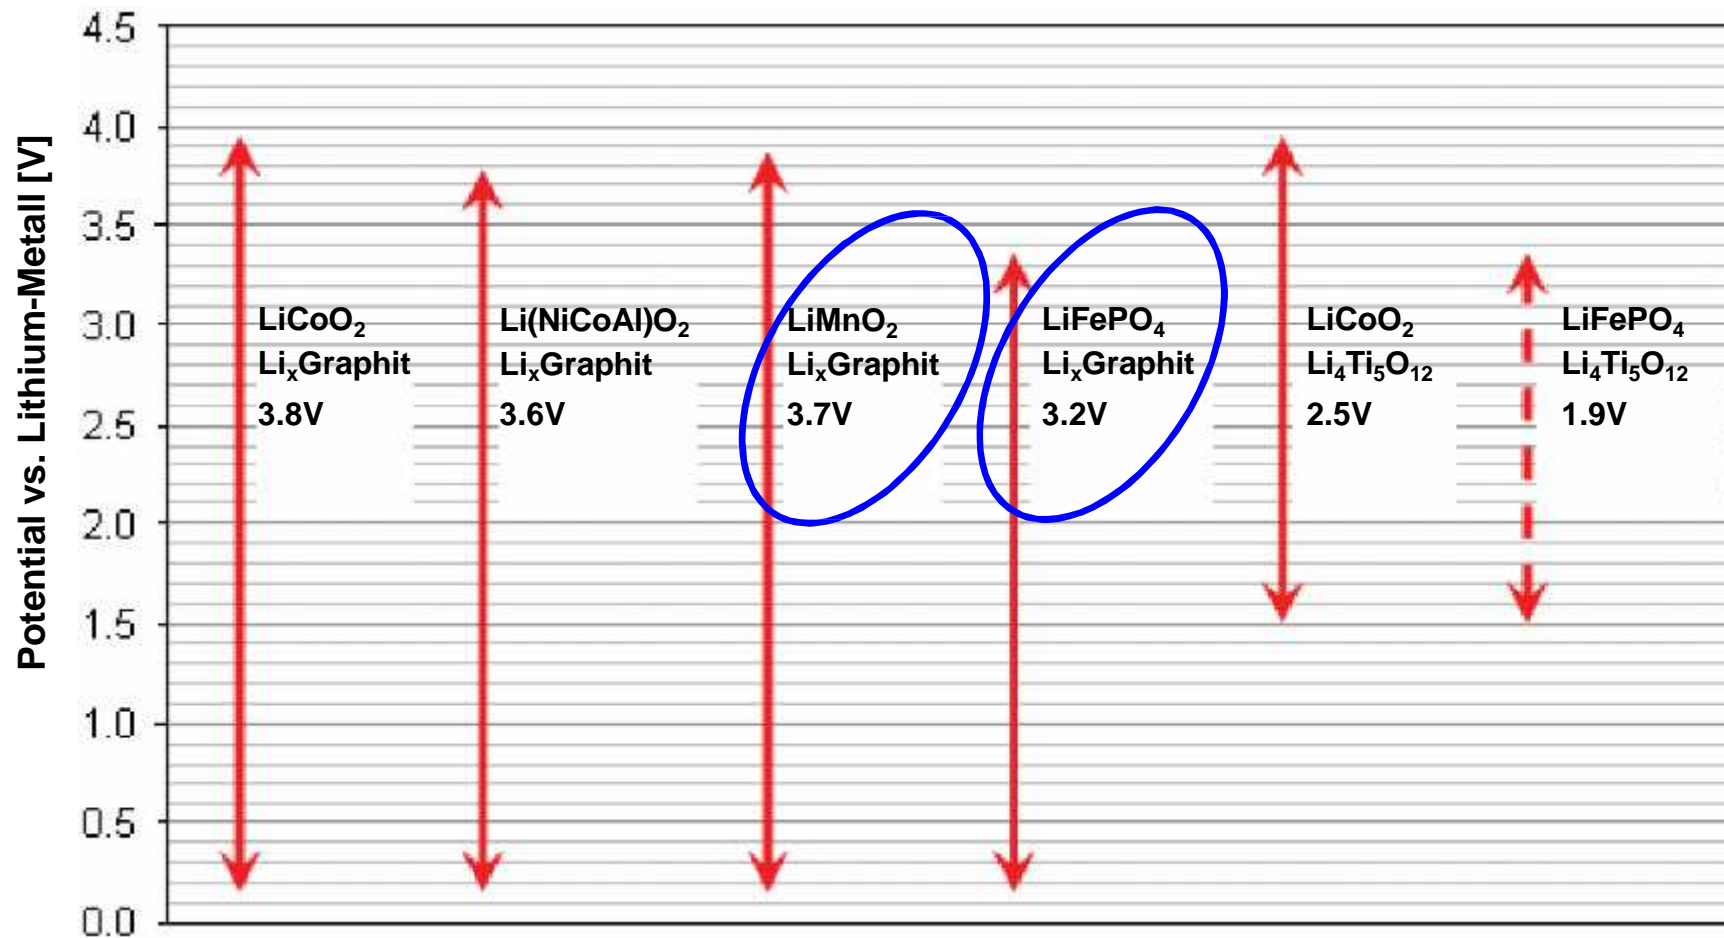 Potential vs. Lithium-Metall [V]
4.5
4.0
3.5
3.0
2.5
2.0
1.5
1.0
0.5
0.0
LiCoO₂
LiₓGraphit
3.8V
Li(NiCoAl)O₂
LiₓGraphit
3.6V
LiMnO₂
LiₓGraphit
3.7V
LiFePO₄
LiₓGraphit
3.2V
LiCoO₂
Li₄Ti₅O₁₂
2.5V
LiFePO₄
Li₄Ti₅O₁₂
1.9V